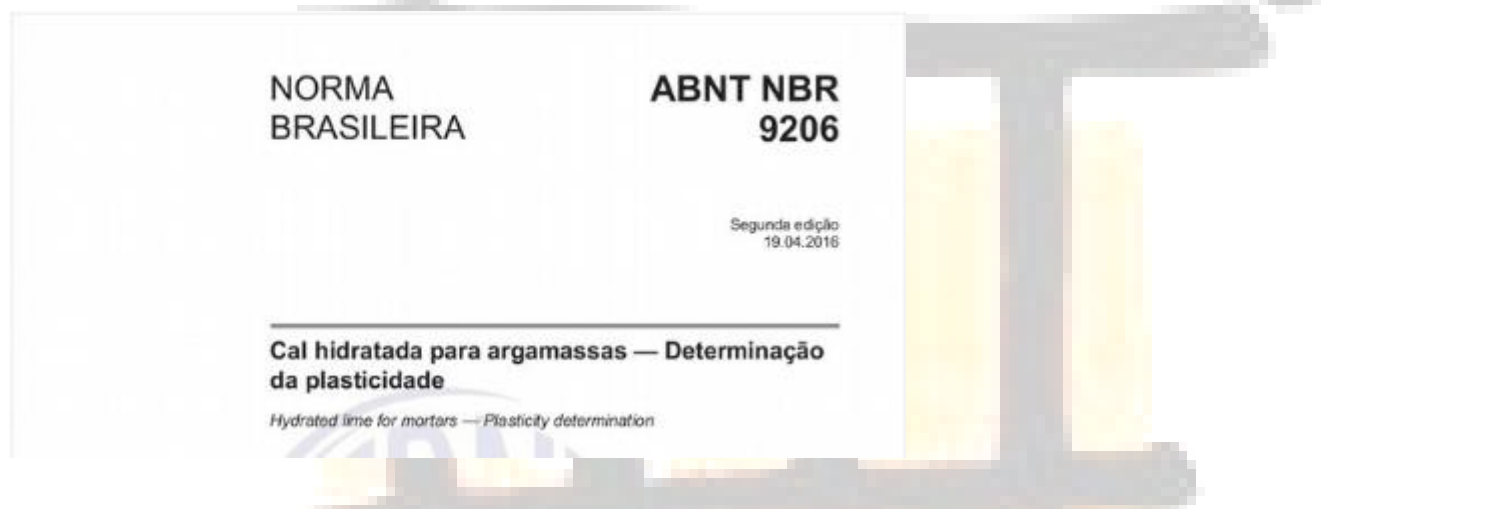 NORMA
BRASILEIRA
ABNT NBR
9206
Segunda edição
19.04.2016
Cal hidratada para argamassas — Determinação
da plasticidade
Hydrated lime for mortars — Plasticity determination